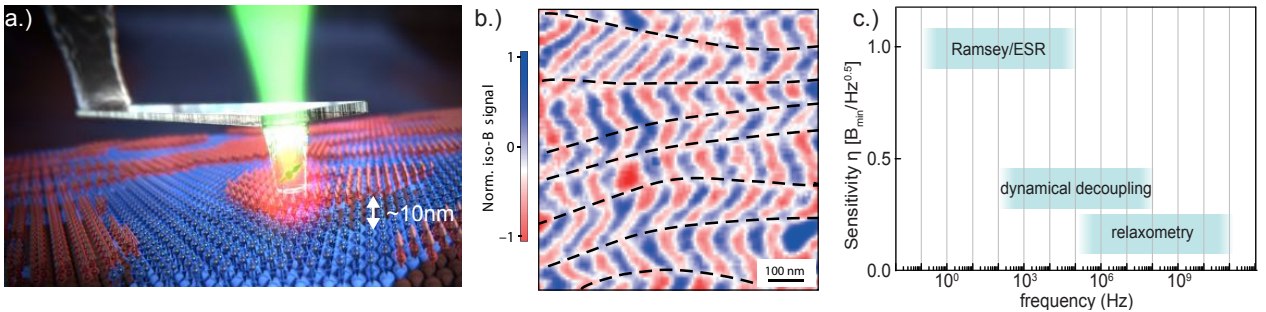 a.)
~10nm
b.)
Norm. iso-B signal
1
0
−1
100 nm
c.)
Sensitivity η [B_min/Hz^0.5]
1.0
0.5
0.0
Ramsey/ESR
dynamical decoupling
relaxometry
10^0
10^3
10^6
10^9
frequency (Hz)